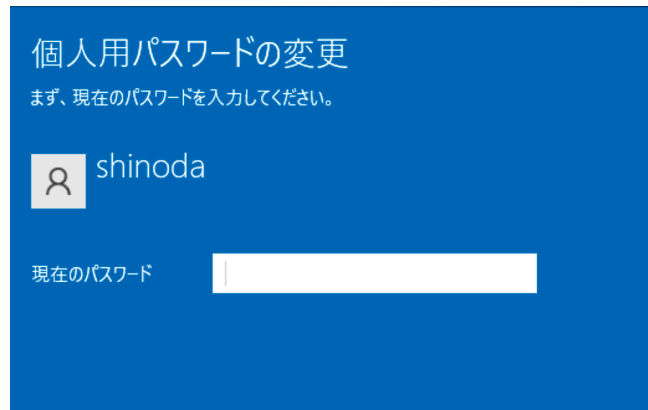 個人用パスワードの変更
まず、現在のパスワードを入力してください。
shinoda
現在のパスワード